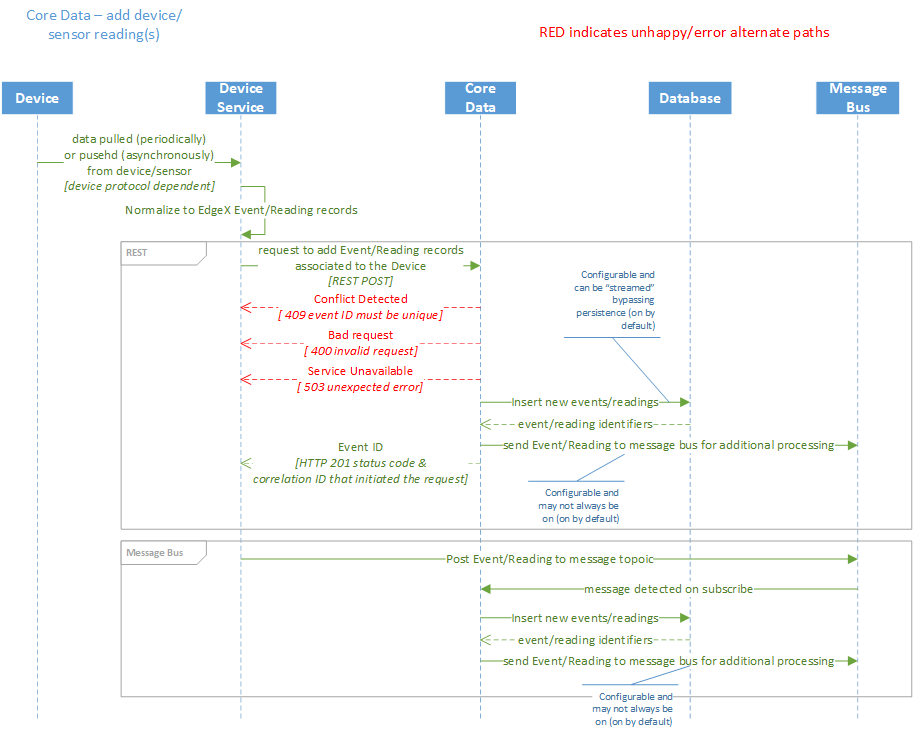 Core Data – add device/
sensor reading(s)
RED indicates unhappy/error alternate paths
Device
Device
Service
Core
Data
Database
Message
Bus
data pulled (periodically)
or pusehd (asynchronously)
from device/sensor
[device protocol dependent]
Normalize to EdgeX Event/Reading records
REST
request to add Event/Reading records
associated to the Device
[REST POST]
Configurable and
can be “streamed”
bypassing
persistence (on by
default)
Conflict Detected
[ 409 event ID must be unique]
Bad request
[ 400 invalid request]
Service Unavailable
[ 503 unexpected error]
Insert new events/readings
event/reading identifiers
send Event/Reading to message bus for additional processing
Event ID
[HTTP 201 status code &
correlation ID that initiated the request]
Configurable and
may not always be
on (on by default)
Message Bus
Post Event/Reading to message topoic
message detected on subscribe
Insert new events/readings
event/reading identifiers
send Event/Reading to message bus for additional processing
Configurable and
may not always be
on (on by default)